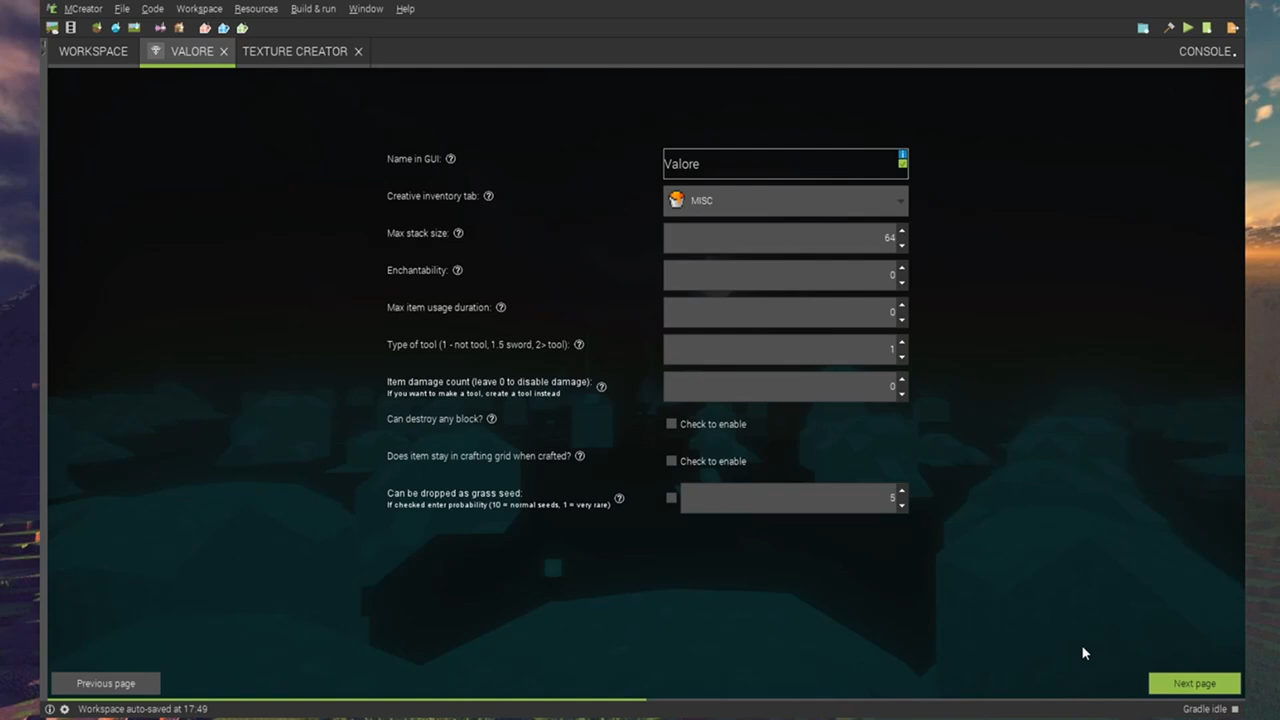 MCreator File Code Workspace Resources Build & run Window Help
WORKSPACE VALORE TEXTURE CREATOR CONSOLE
Name in GUI: Valore
Creative inventory tab: MISC
Max stack size: 64
Enchantability: 0
Max item usage duration: 0
Type of tool (1 - not tool, 1.5 sword, 2> tool): 1
Item damage count (leave 0 to disable damage): 0
If you want to make a tool, create a tool instead
Can destroy any block? Check to enable
Does item stay in crafting grid when crafted? Check to enable
Can be dropped as grass seed: 5
If checked enter probability (10 = normal seeds, 1 = very rare)
Previous page Next page
Workspace auto-saved at 17:49 Gradle idle